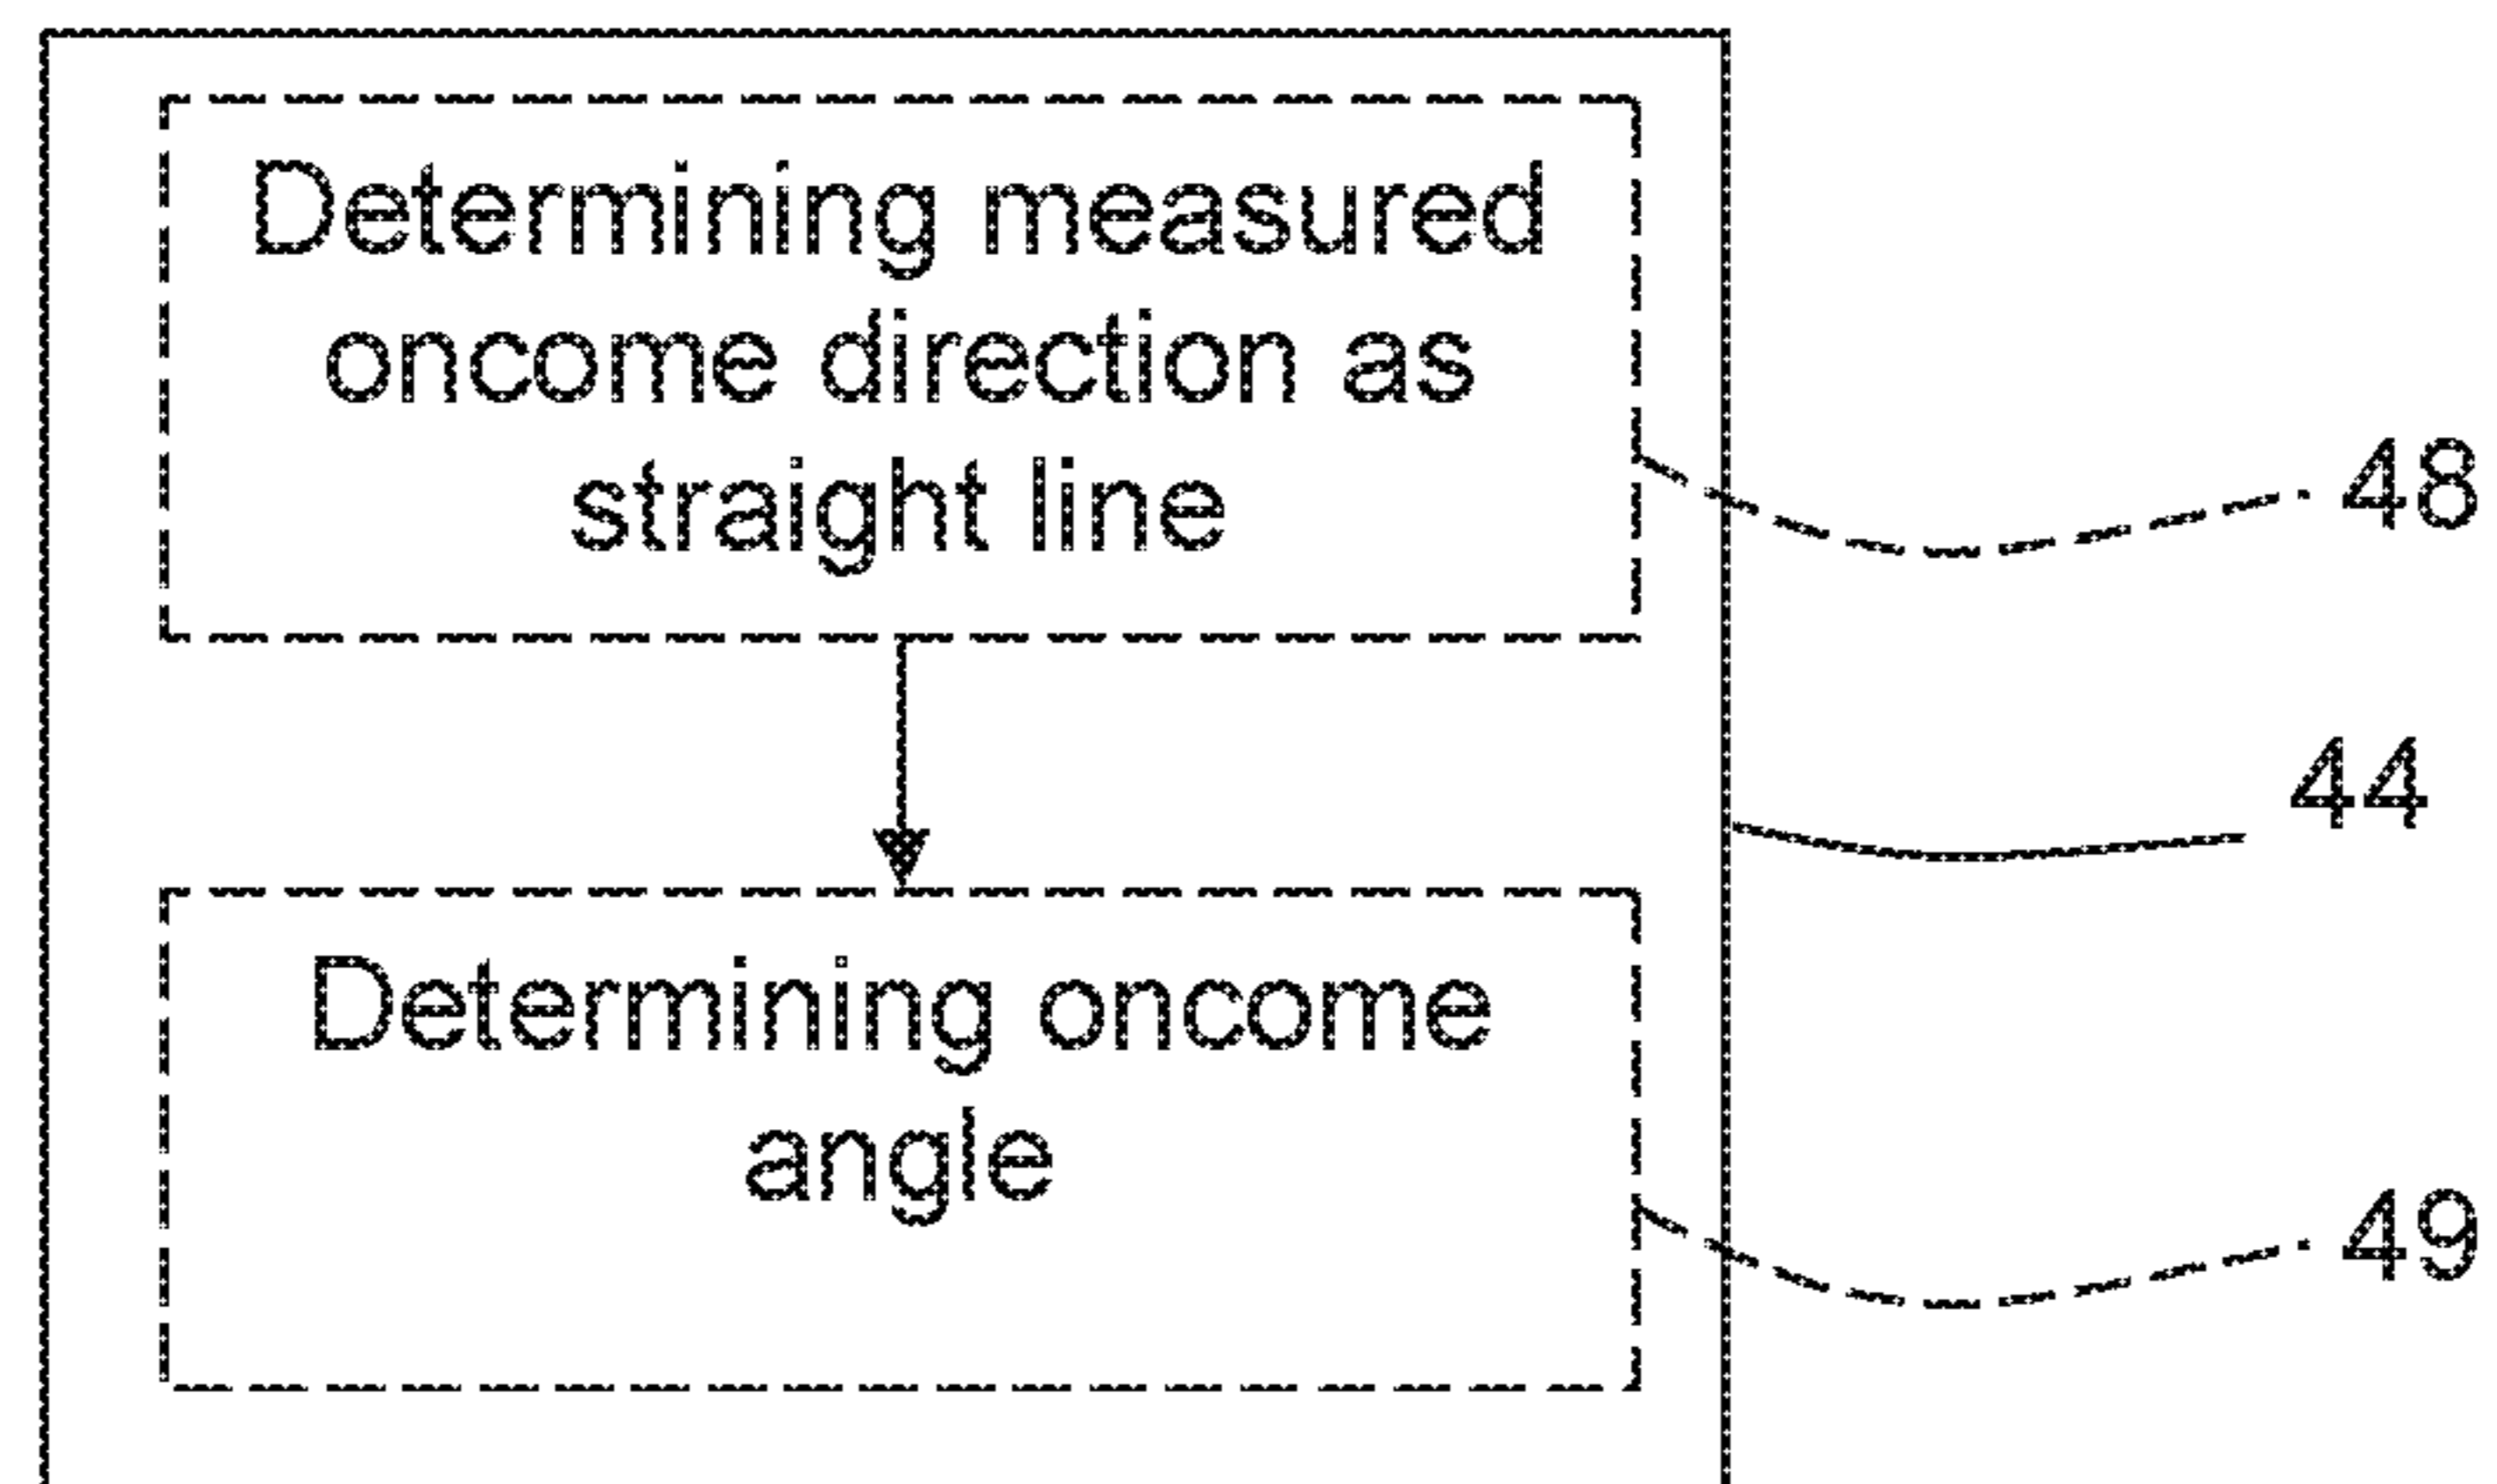 Determining measured
oncome direction as
straight line
48
44
Determining oncome
angle
49